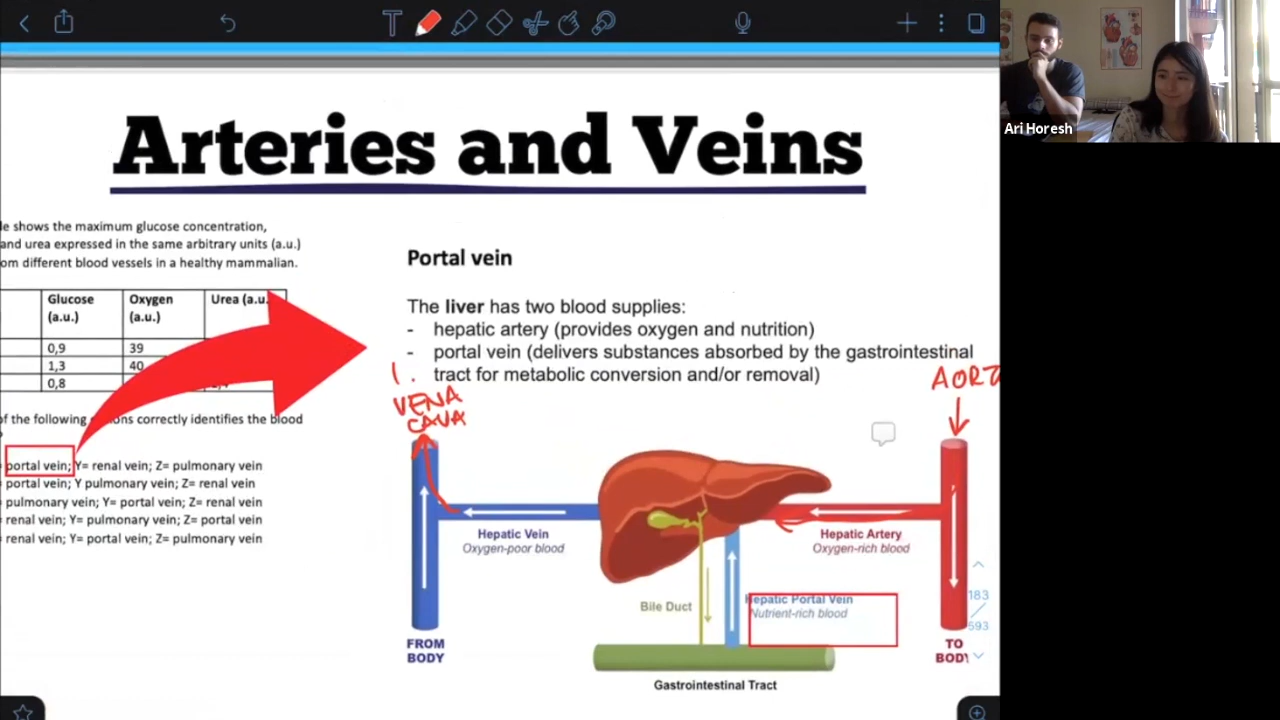 Ari Horesh
Arteries and Veins
le shows the maximum glucose concentration,
and urea expressed in the same arbitrary units (a.u.)
om different blood vessels in a healthy mammalian.
Glucose (a.u.) Oxygen (a.u.) Urea (a.u.
0,9 39
1,3 40
0,8
of the following
ons correctly identifies the blood
portal vein; Y= renal vein; Z= pulmonary vein
portal vein; Y pulmonary vein; Z= renal vein
pulmonary vein; Y= portal vein; Z= renal vein
renal vein; Y= pulmonary vein; Z= portal vein
renal vein; Y= portal vein; Z= pulmonary vein
Portal vein
The liver has two blood supplies:
- hepatic artery (provides oxygen and nutrition)
- portal vein (delivers substances absorbed by the gastrointestinal
tract for metabolic conversion and/or removal)
1.
VENA
CAVA
AORT
Hepatic Vein
Oxygen-poor blood
Hepatic Artery
Oxygen-rich blood
Bile Duct
Hepatic Portal Vein
Nutrient-rich blood
FROM
BODY
TO
BODY
Gastrointestinal Tract
183
593